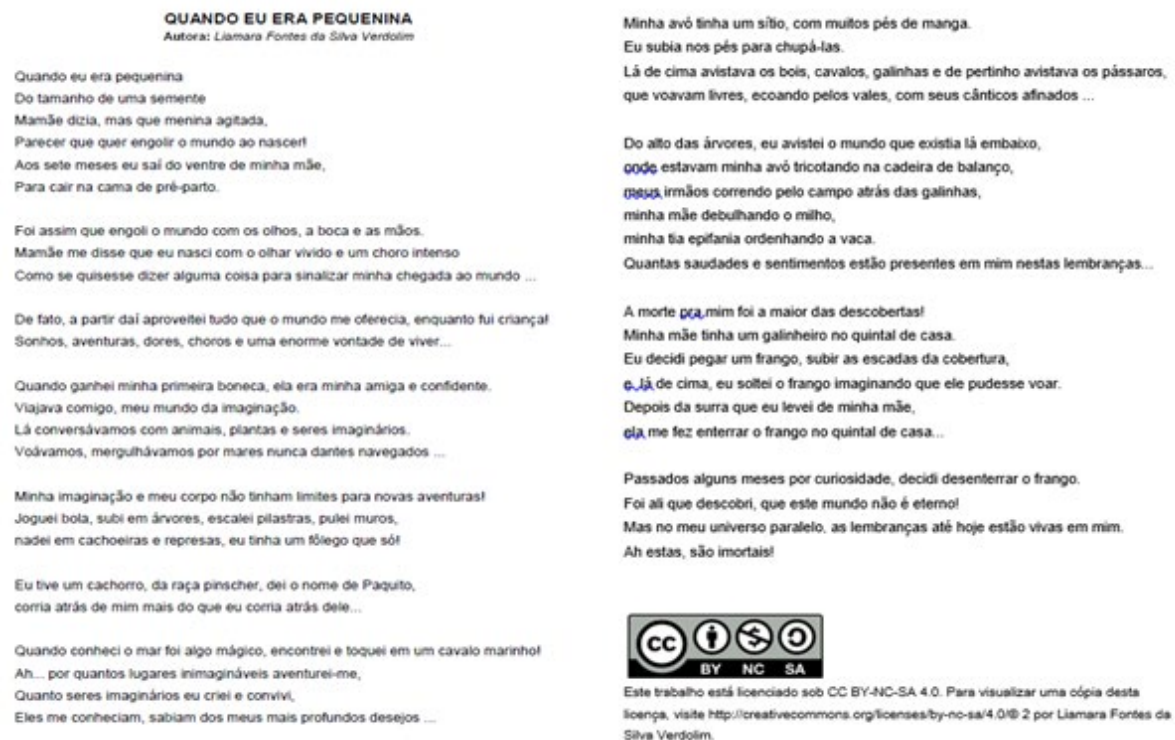 QUANDO EU ERA PEQUENINA
Autora: Liamara Fontes da Silva Verdolim
Quando eu era pequenina
Do tamanho de uma semente
Mamãe dizia, mas que menina agitada,
Parecer que quer engolir o mundo ao nascer!
Aos sete meses eu saí do ventre de minha mãe,
Para cair na cama de pré-parto.
Foi assim que engoli o mundo com os olhos, a boca e as mãos.
Mamãe me disse que eu nasci com o olhar vivido e um choro intenso
Como se quisesse dizer alguma coisa para sinalizar minha chegada ao mundo ...
De fato, a partir daí aproveitei tudo que o mundo me oferecia, enquanto fui criança!
Sonhos, aventuras, dores, choros e uma enorme vontade de viver...
Quando ganhei minha primeira boneca, ela era minha amiga e confidente.
Viajava comigo, meu mundo da imaginação.
Lá conversávamos com animais, plantas e seres imaginários.
Voávamos, mergulhávamos por mares nunca dantes navegados ...
Minha imaginação e meu corpo não tinham limites para novas aventuras!
Joguei bola, subi em árvores, escalei pilastras, pulei muros,
nadei em cachoeiras e represas, eu tinha um fôlego que só!
Eu tive um cachorro, da raça pinscher, dei o nome de Paquito,
corria atrás de mim mais do que eu corria atrás dele...
Quando conheci o mar foi algo mágico, encontrei e toquei em um cavalo marinho!
Ah... por quantos lugares inimagináveis aventurei-me,
Quanto seres imaginários eu criei e convivi,
Eles me conheciam, sabiam dos meus mais profundos desejos ...
Minha avó tinha um sítio, com muitos pés de manga.
Eu subia nos pés para chupá-las.
Lá de cima avistava os bois, cavalos, galinhas e de pertinho avistava os pássaros,
que voavam livres, ecoando pelos vales, com seus cânticos afinados ...
Do alto das árvores, eu avistei o mundo que existia lá embaixo,
onde estavam minha avó tricotando na cadeira de balanço,
meus irmãos correndo pelo campo atrás das galinhas,
minha mãe debulhando o milho,
minha tia epifania ordenhando a vaca.
Quantas saudades e sentimentos estão presentes em mim nestas lembranças...
A morte pra mim foi a maior das descobertas!
Minha mãe tinha um galinheiro no quintal de casa.
Eu decidi pegar um frango, subir as escadas da cobertura,
e, lá de cima, eu soltei o frango imaginando que ele pudesse voar.
Depois da surra que eu levei de minha mãe,
ela me fez enterrar o frango no quintal de casa...
Passados alguns meses por curiosidade, decidi desenterrar o frango.
Foi ali que descobri, que este mundo não é eterno!
Mas no meu universo paralelo, as lembranças até hoje estão vivas em mim.
Ah estas, são imortais!
CC
BY NC SA
Este trabalho está licenciado sob CC BY-NC-SA 4.0. Para visualizar uma cópia desta
licença, visite http://creativecommons.org/licenses/by-nc-sa/4.0/© 2 por Liamara Fontes da
Silva Verdolim.